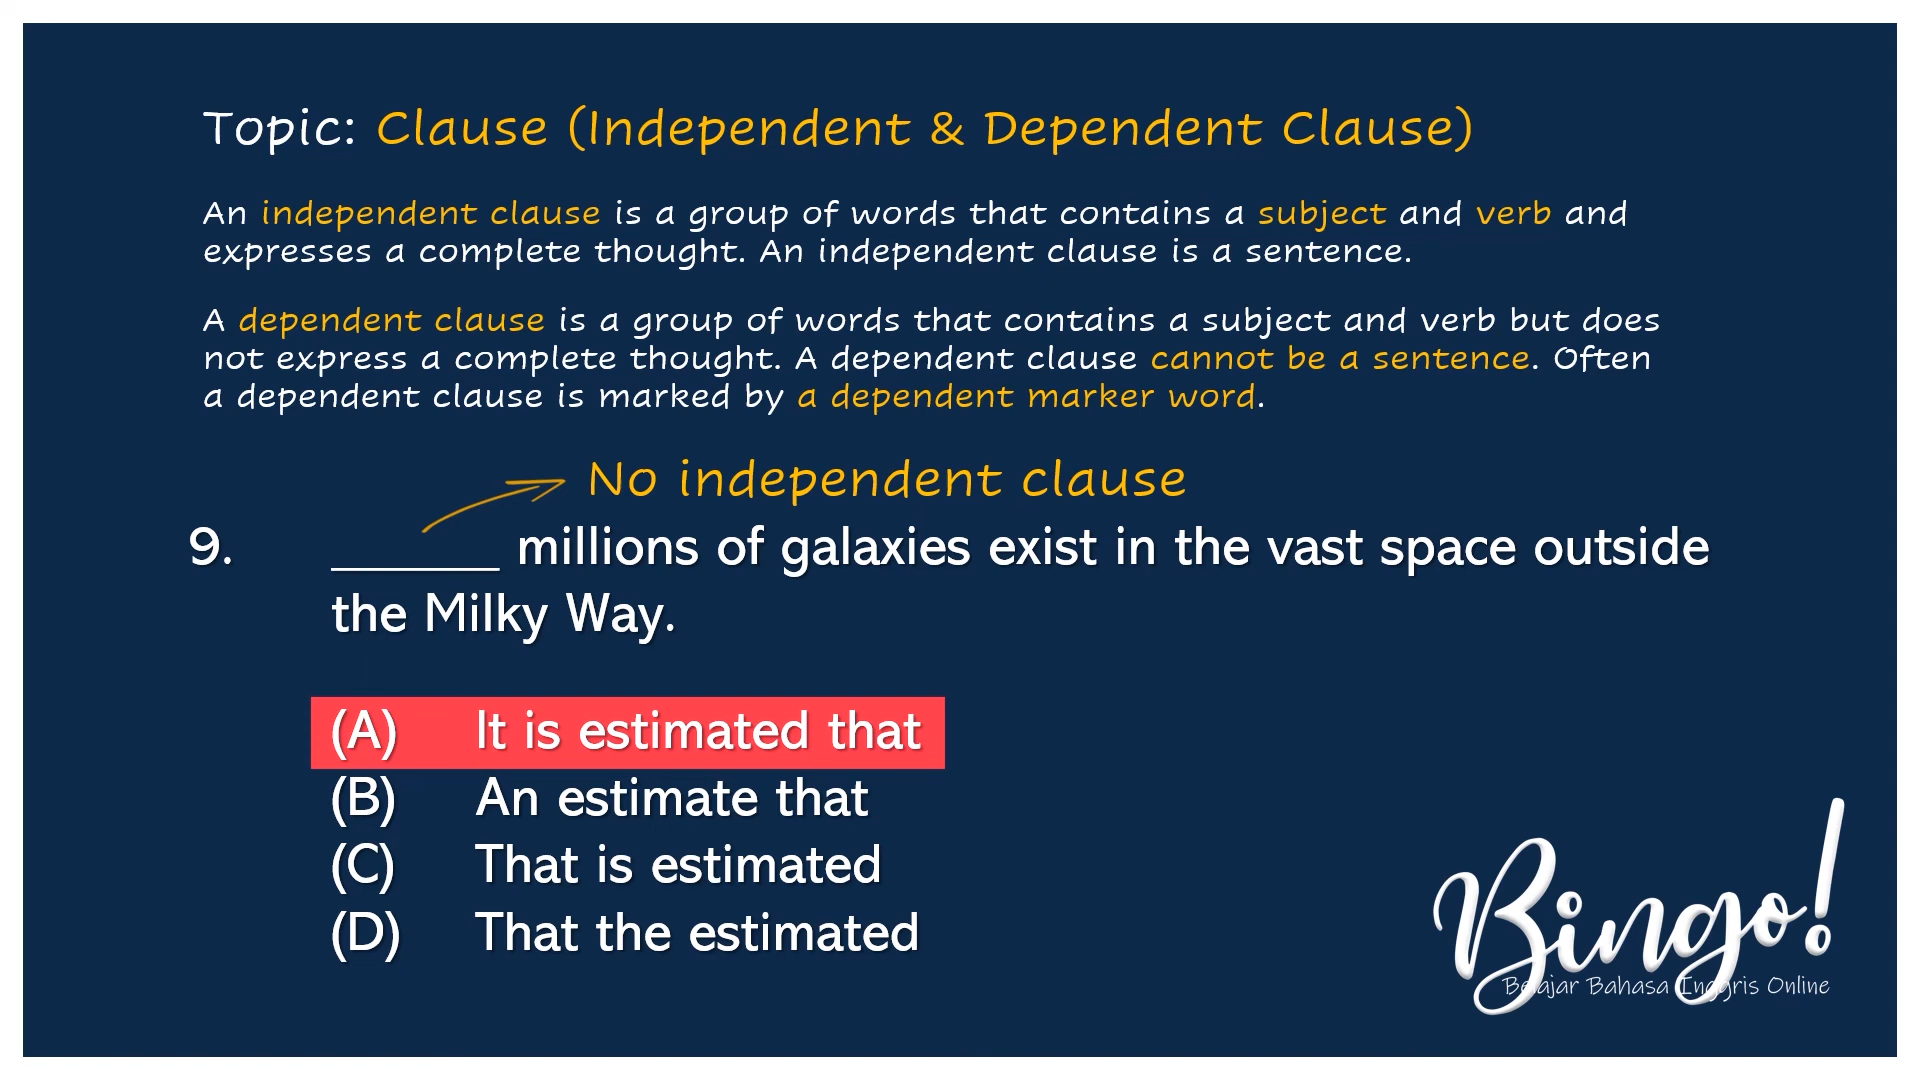 Topic: Clause (Independent & Dependent Clause)
An independent clause is a group of words that contains a subject and verb and
expresses a complete thought. An independent clause is a sentence.
A dependent clause is a group of words that contains a subject and verb but does
not express a complete thought. A dependent clause cannot be a sentence. Often
a dependent clause is marked by a dependent marker word.
No independent clause
9. ______ millions of galaxies exist in the vast space outside
the Milky Way.
(A) It is estimated that
(B) An estimate that
(C) That is estimated
(D) That the estimated
Bingo!
Belajar Bahasa Inggris Online